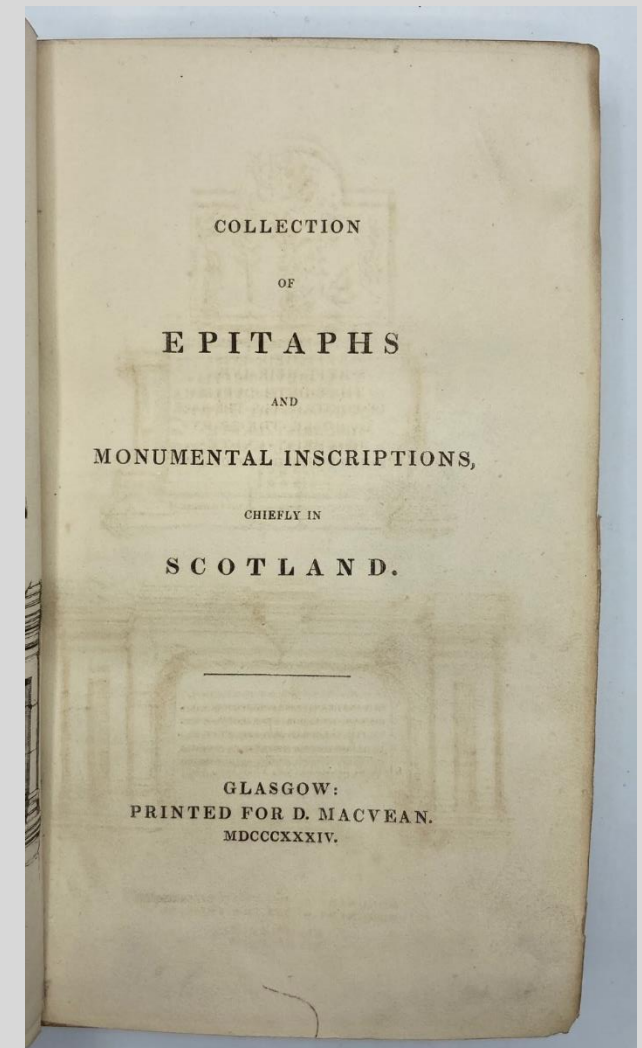 COLLECTION
OF
EPITAPHS
AND
MONUMENTAL INSCRIPTIONS,
CHIEFLY IN
SCOTLAND.
GLASGOW:
PRINTED FOR D. MACVEAN.
MDCCCXXXIV.